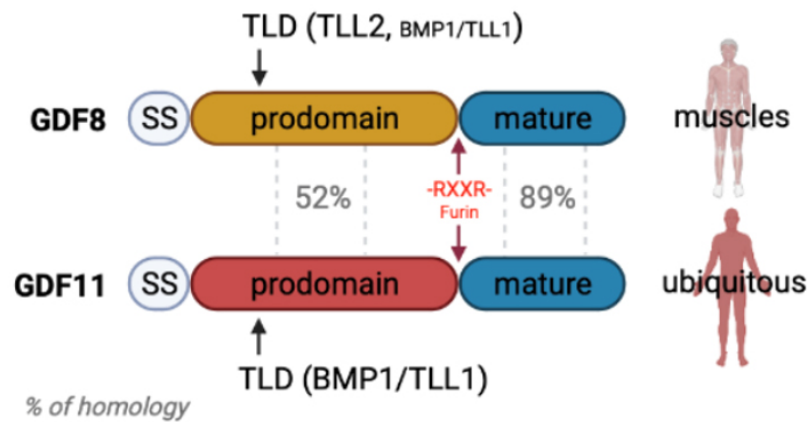 TLD (TLL2, BMP1/TLL1)
GDF8 SS prodomain mature muscles
52% -RXXR- 89%
Furin
GDF11 SS prodomain mature ubiquitous
TLD (BMP1/TLL1)
% of homology